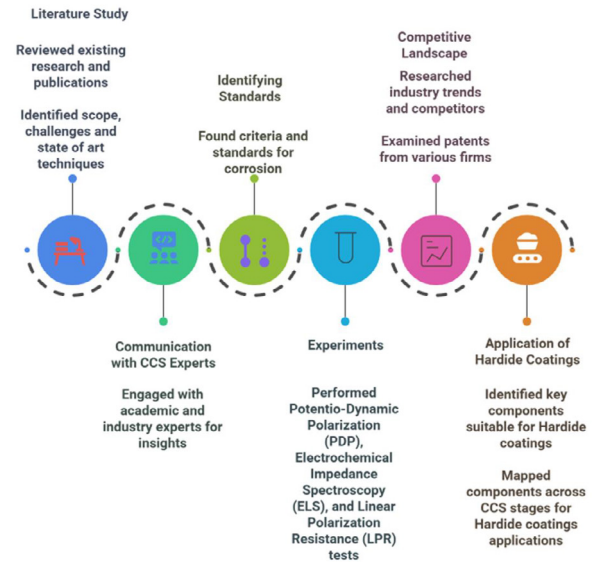 Literature Study
Reviewed existing
research and
publications
Identified scope,
challenges and
state of art
techniques
Communication
with CCS Experts
Engaged with
academic and
industry experts for
insights
Identifying
Standards
Found criteria and
standards for
corrosion
Experiments
Performed
Potentio-Dynamic
Polarization
(PDP),
Electrochemical
Impedance
Spectroscopy
(ELS), and Linear
Polarization
Resistance (LPR)
tests
Competitive
Landscape
Researched
industry trends
and competitors
Examined patents
from various firms
Application of
Hardide Coatings
Identified key
components
suitable for Hardide
coatings
Mapped
components across
CCS stages for
Hardide coatings
applications